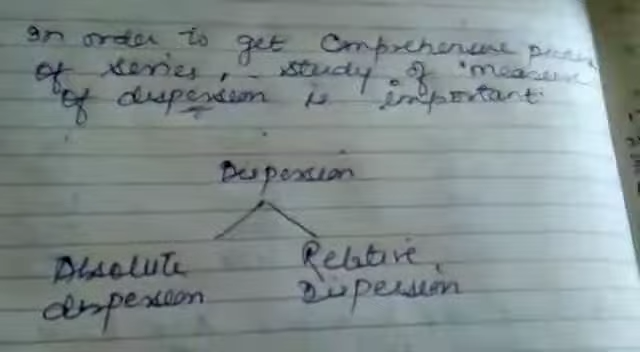 In order to get Comprehensive
of series, study of measure
of dispersion is important.
Dispersion
Absolute
dispersion
Relative
Dispersion